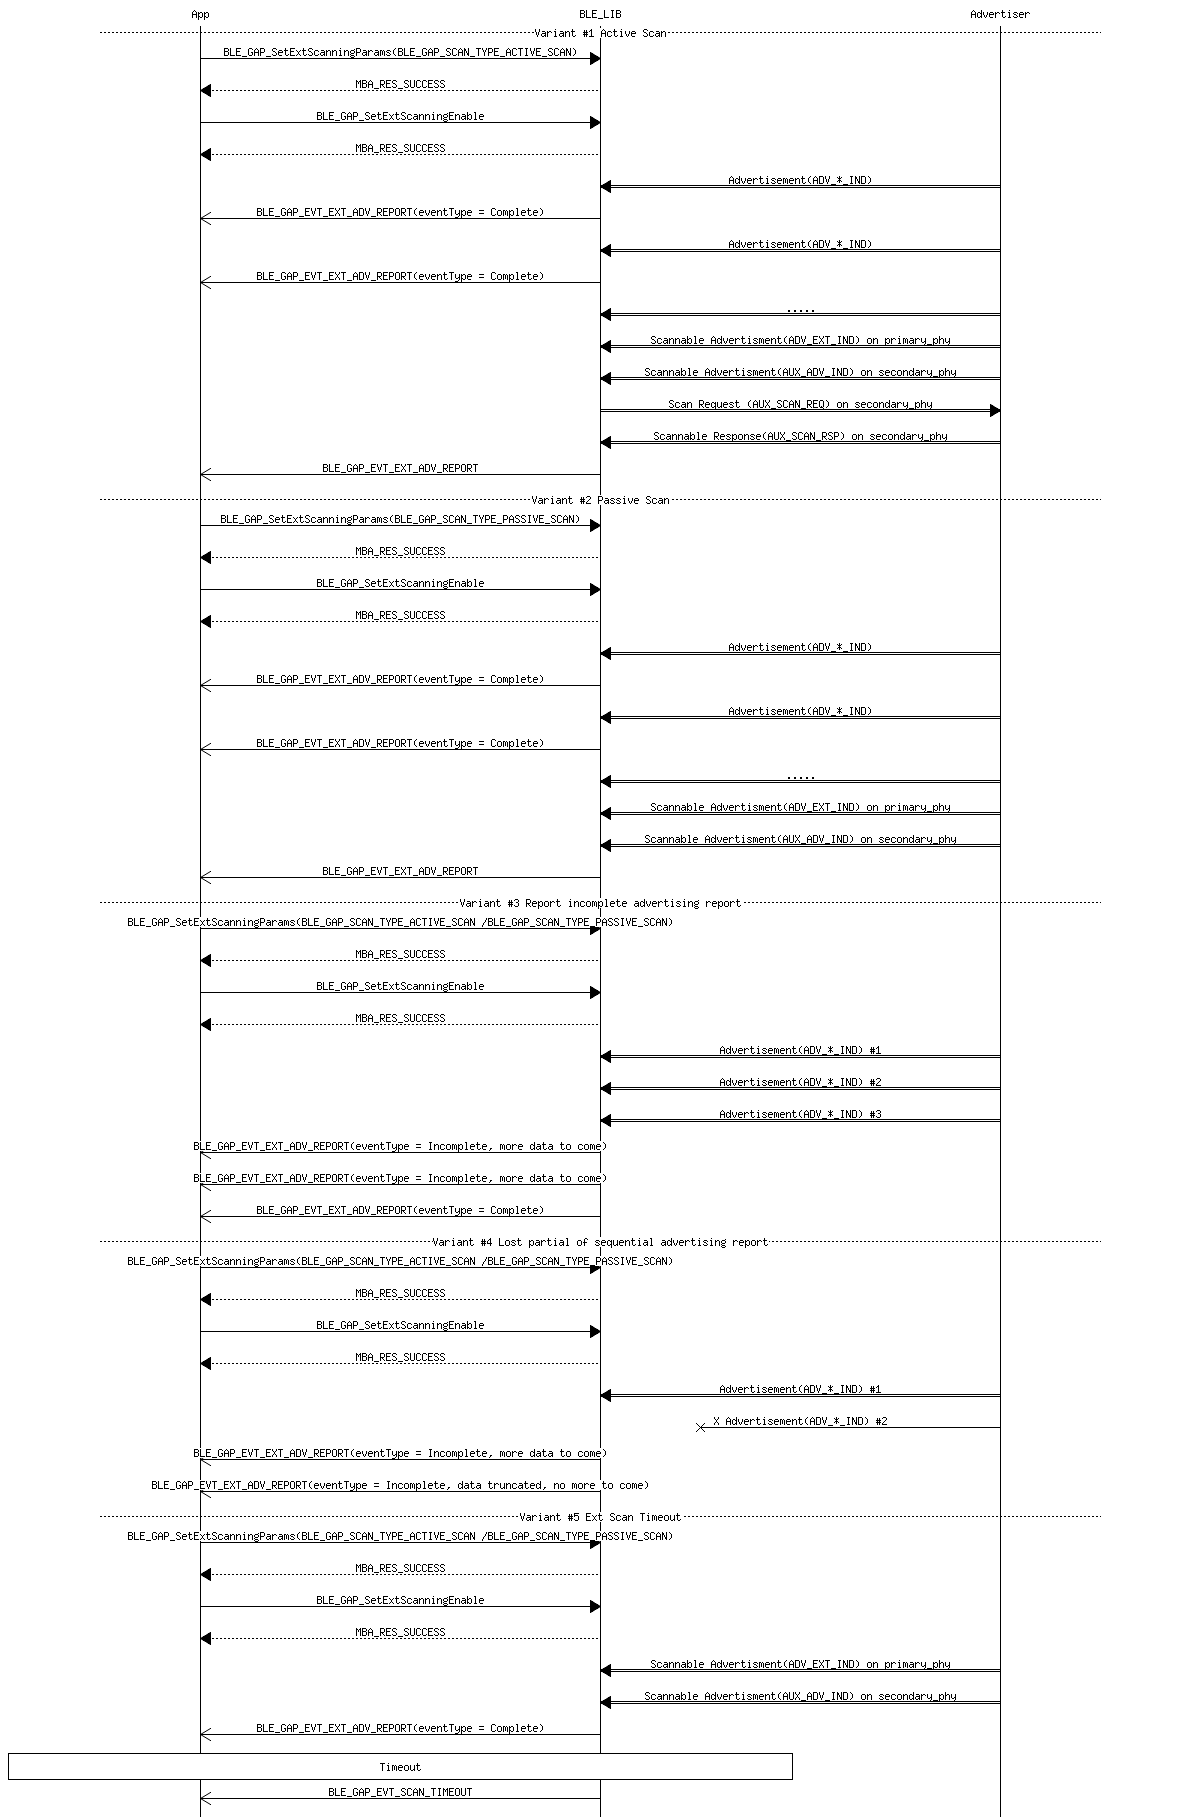 App BLE_LIB Advertiser
Variant #1 Active Scan
BLE_GAP_SetExtScanningParams(BLE_GAP_SCAN_TYPE_ACTIVE_SCAN)
MBA_RES_SUCCESS
BLE_GAP_SetExtScanningEnable
MBA_RES_SUCCESS
Advertisement(ADV_*_IND)
BLE_GAP_EVT_EXT_ADV_REPORT(eventType = Complete)
Advertisement(ADV_*_IND)
BLE_GAP_EVT_EXT_ADV_REPORT(eventType = Complete)
.....
Scannable Advertisment(ADV_EXT_IND) on primary_phy
Scannable Advertisment(AUX_ADV_IND) on secondary_phy
Scan Request (AUX_SCAN_REQ) on secondary_phy
Scannable Response(AUX_SCAN_RSP) on secondary_phy
BLE_GAP_EVT_EXT_ADV_REPORT
Variant #2 Passive Scan
BLE_GAP_SetExtScanningParams(BLE_GAP_SCAN_TYPE_PASSIVE_SCAN)
MBA_RES_SUCCESS
BLE_GAP_SetExtScanningEnable
MBA_RES_SUCCESS
Advertisement(ADV_*_IND)
BLE_GAP_EVT_EXT_ADV_REPORT(eventType = Complete)
Advertisement(ADV_*_IND)
BLE_GAP_EVT_EXT_ADV_REPORT(eventType = Complete)
.....
Scannable Advertisment(ADV_EXT_IND) on primary_phy
Scannable Advertisment(AUX_ADV_IND) on secondary_phy
BLE_GAP_EVT_EXT_ADV_REPORT
Variant #3 Report incomplete advertising report
BLE_GAP_SetExtScanningParams(BLE_GAP_SCAN_TYPE_ACTIVE_SCAN /BLE_GAP_SCAN_TYPE_PASSIVE_SCAN)
MBA_RES_SUCCESS
BLE_GAP_SetExtScanningEnable
MBA_RES_SUCCESS
Advertisement(ADV_*_IND) #1
Advertisement(ADV_*_IND) #2
Advertisement(ADV_*_IND) #3
BLE_GAP_EVT_EXT_ADV_REPORT(eventType = Incomplete, more data to come)
BLE_GAP_EVT_EXT_ADV_REPORT(eventType = Incomplete, more data to come)
BLE_GAP_EVT_EXT_ADV_REPORT(eventType = Complete)
Variant #4 Lost partial of sequential advertising report
BLE_GAP_SetExtScanningParams(BLE_GAP_SCAN_TYPE_ACTIVE_SCAN /BLE_GAP_SCAN_TYPE_PASSIVE_SCAN)
MBA_RES_SUCCESS
BLE_GAP_SetExtScanningEnable
MBA_RES_SUCCESS
Advertisement(ADV_*_IND) #1
X Advertisement(ADV_*_IND) #2
BLE_GAP_EVT_EXT_ADV_REPORT(eventType = Incomplete, more data to come)
BLE_GAP_EVT_EXT_ADV_REPORT(eventType = Incomplete, data truncated, no more to come)
Variant #5 Ext Scan Timeout
BLE_GAP_SetExtScanningParams(BLE_GAP_SCAN_TYPE_ACTIVE_SCAN /BLE_GAP_SCAN_TYPE_PASSIVE_SCAN)
MBA_RES_SUCCESS
BLE_GAP_SetExtScanningEnable
MBA_RES_SUCCESS
Scannable Advertisment(ADV_EXT_IND) on primary_phy
Scannable Advertisment(AUX_ADV_IND) on secondary_phy
BLE_GAP_EVT_EXT_ADV_REPORT(eventType = Complete)
Timeout
BLE_GAP_EVT_SCAN_TIMEOUT